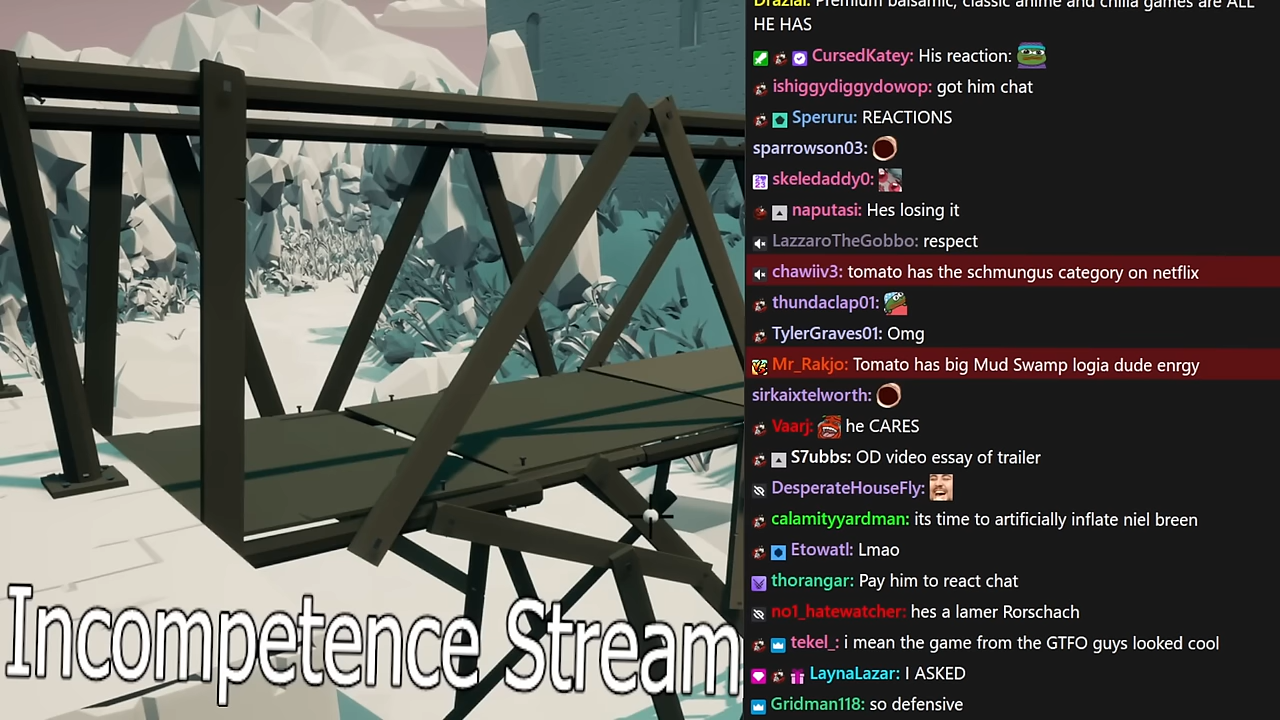 Drazial: Premium balsamic, classic anime and chilla games are ALL
HE HAS
CursedKatey: His reaction:
ishiggydiggydowop: got him chat
Speruru: REACTIONS
sparrowson03:
skeledaddy0:
naputasi: Hes losing it
LazzaroTheGobbo: respect
chawiiv3: tomato has the schmungus category on netflix
thundaclap01:
TylerGraves01: Omg
Mr_Rakjo: Tomato has big Mud Swamp logia dude enrgy
sirkaixtelworth:
Vaarj: he CARES
S7ubbs: OD video essay of trailer
DesperateHouseFly:
calamityyardman: its time to artificially inflate niel breen
Etowatl: Lmao
thorangar: Pay him to react chat
no1_hatewatcher: hes a lamer Rorschach
tekel_: i mean the game from the GTFO guys looked cool
LaynaLazar: I ASKED
Gridman118: so defensive
Incompetence Stream